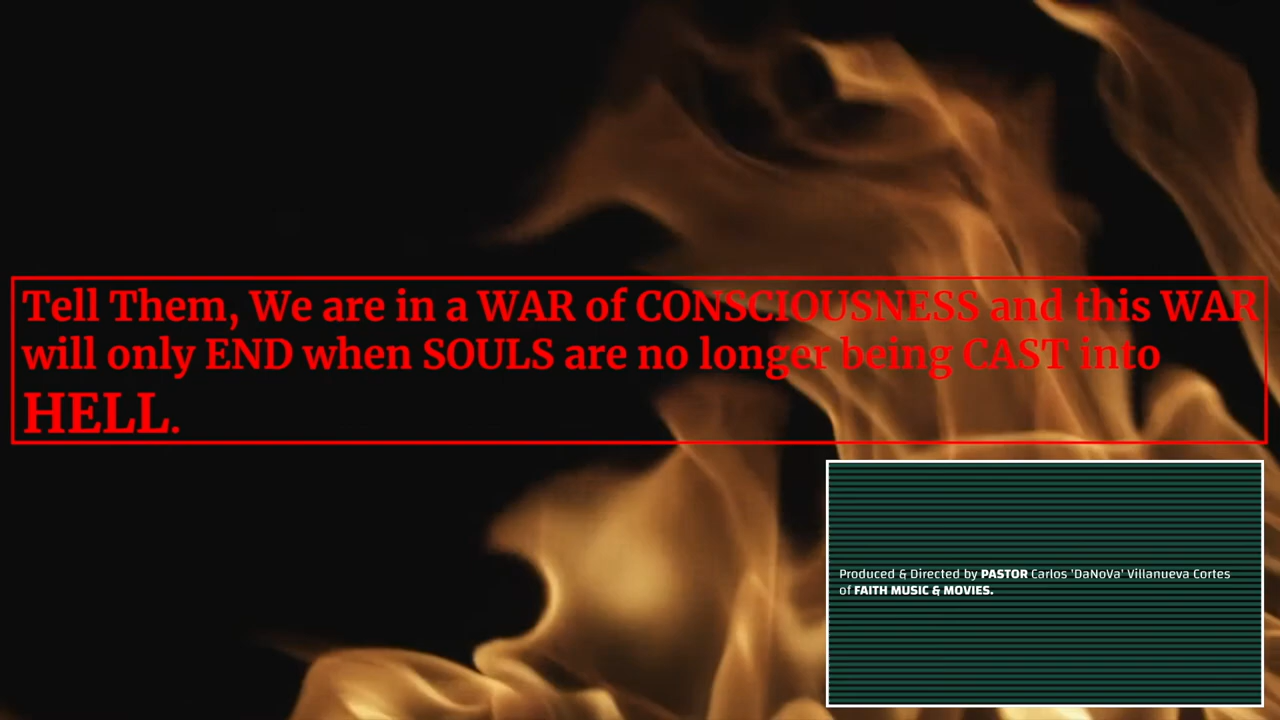 Tell Them, We are in a WAR of CONSCIOUSNESS and this WAR
will only END when SOULS are no longer being CAST into
HELL.
Produced & Directed by PASTOR Carlos 'DaNoVa' Villanueva Cortes
of FAITH MUSIC & MOVIES.